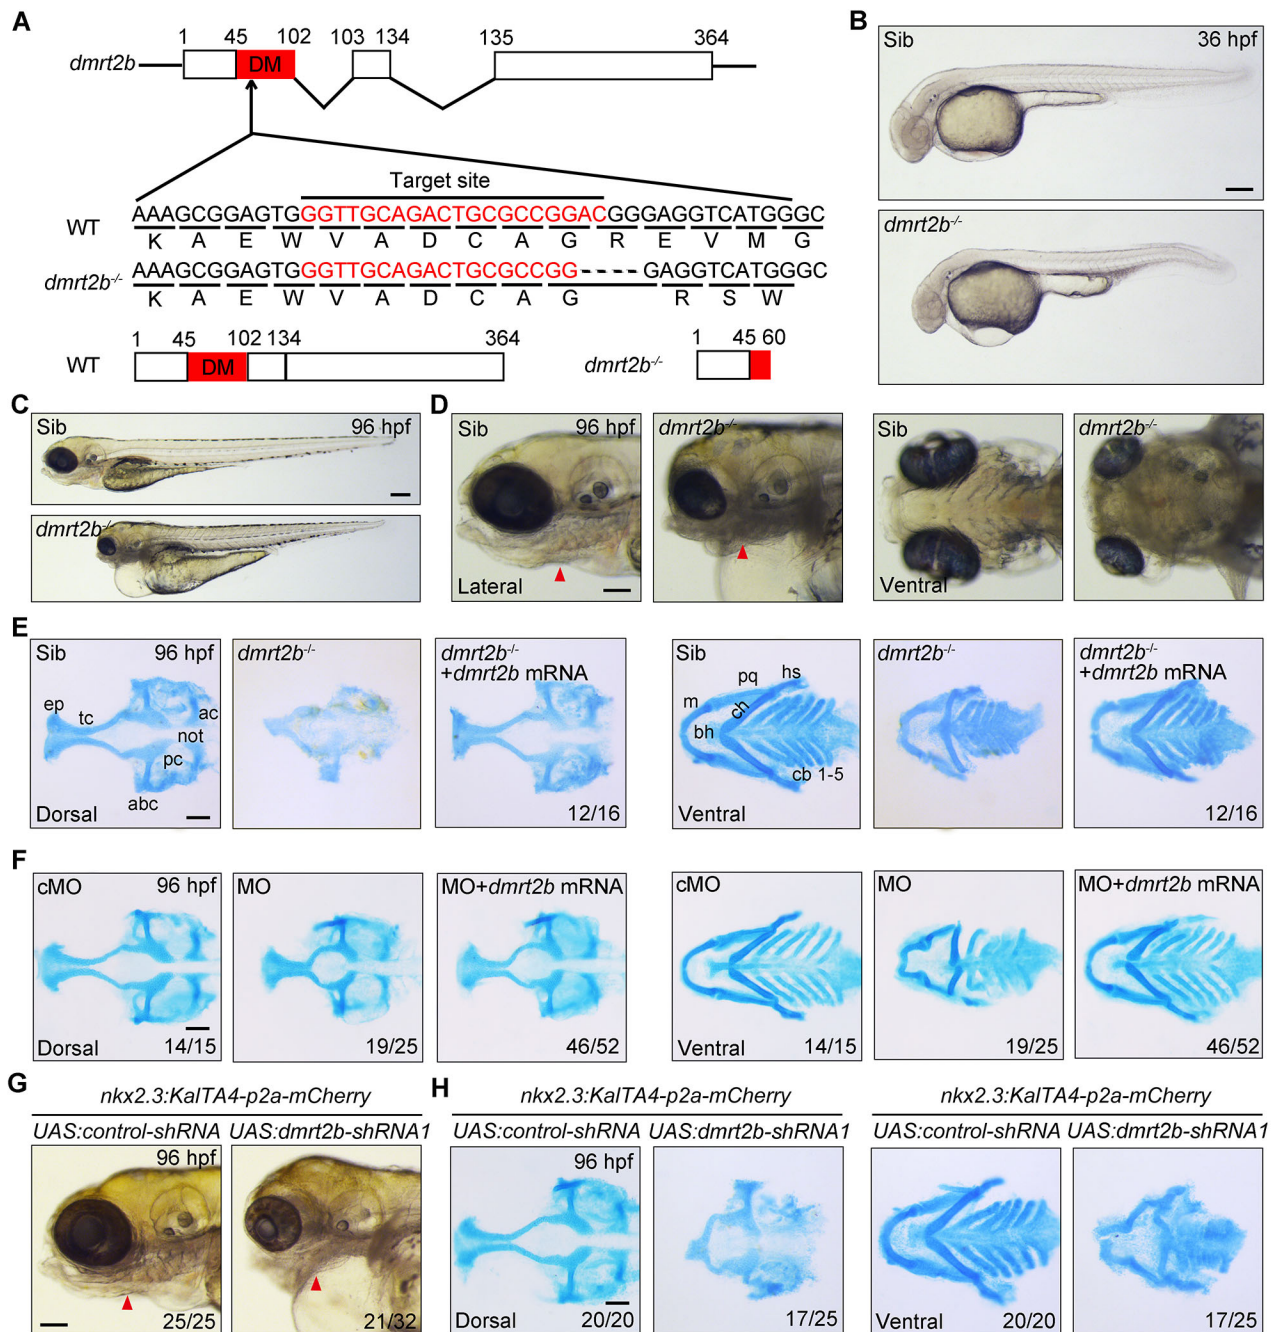 A
1 45 102 103 134 135 364
dmrt2b DM
Target site
WT AAAGCGGAGTGGGTTGCAGACTGCGCCGGACGGGAGGTCATGGGC
K A E W V A D C A G R E V M G
dmrt2b-/- AAAGCGGAGTGGGTTGCAGACTGCGCCGG----GAGGTCATGGGC
K A E W V A D C A G R S W
1 45 102 134 364
WT DM
1 45 60
dmrt2b-/-
B
Sib 36 hpf
dmrt2b-/-
C
Sib 96 hpf
dmrt2b-/-
D
Sib 96 hpf
Lateral
dmrt2b-/-
Sib
Ventral
dmrt2b-/-
E
Sib 96 hpf
ep tc ac not pc abc
Dorsal
dmrt2b-/-
dmrt2b-/-
+dmrt2b mRNA
12/16
Sib
m pq hs ch bh cb 1-5
Ventral
dmrt2b-/-
dmrt2b-/-
+dmrt2b mRNA
12/16
F
cMO 96 hpf
Dorsal 14/15
MO
19/25
MO+dmrt2b mRNA
46/52
cMO
Ventral 14/15
MO
19/25
MO+dmrt2b mRNA
46/52
G
nkx2.3:KalTA4-p2a-mCherry
UAS:control-shRNA UAS:dmrt2b-shRNA1
96 hpf
25/25
21/32
H
nkx2.3:KalTA4-p2a-mCherry
UAS:control-shRNA UAS:dmrt2b-shRNA1
96 hpf
Dorsal 20/20
17/25
nkx2.3:KalTA4-p2a-mCherry
UAS:control-shRNA UAS:dmrt2b-shRNA1
Ventral 20/20
17/25